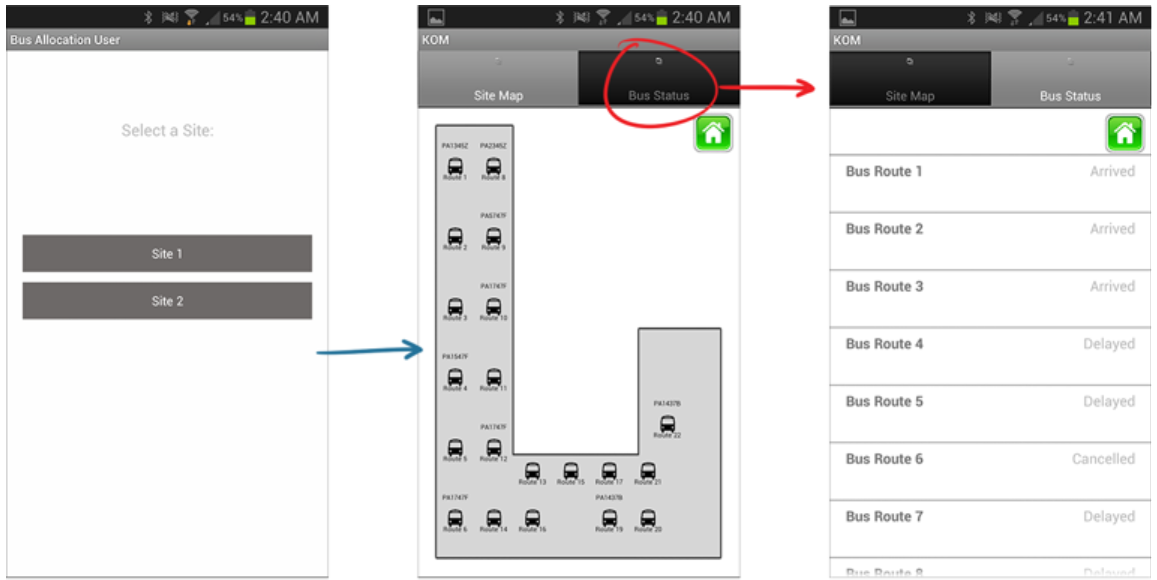 54% 2:40 AM
Bus Allocation User
Select a Site:
Site 1
Site 2
54% 2:40 AM
KOM
Site Map Bus Status
PA1345Z PA2345Z
Route 1 Route 8
PA5747F
Route 2 Route 9
PA1747F
Route 3 Route 10
PA1547F
Route 4 Route 11
PA1437B
Route 22
PA1747F
Route 5 Route 12
Route 13 Route 15 Route 17 Route 21
PA1747F PA1437B
Route 6 Route 14 Route 16 Route 19 Route 20
54% 2:41 AM
KOM
Site Map Bus Status
Bus Route 1 Arrived
Bus Route 2 Arrived
Bus Route 3 Arrived
Bus Route 4 Delayed
Bus Route 5 Delayed
Bus Route 6 Cancelled
Bus Route 7 Delayed
Bus Route 8 Delayed